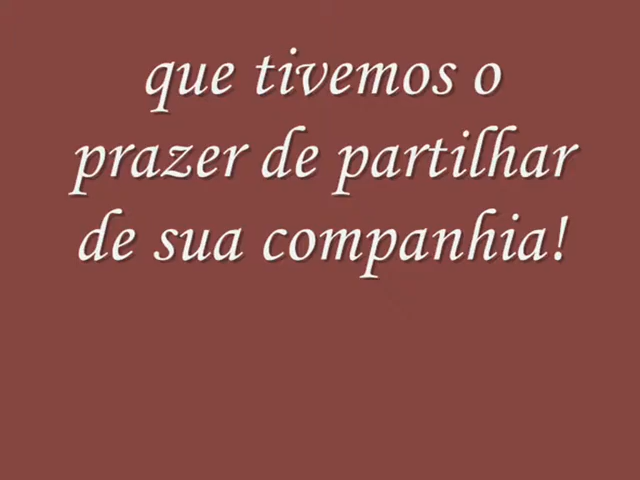 que tivemos o
prazer de partilhar
de sua companhia!